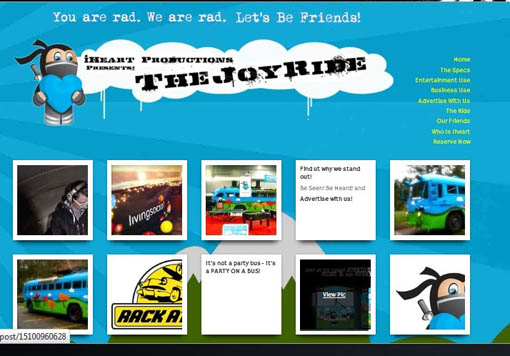 You are rad. We are rad. Let's Be Friends!
iHeart Productions
Presents!
TheJoyRide
Home
The Specs
Entertainment Use
Business Use
Advertise With Us
The Ride
Our Friends
Who Is iheart
Reserve Now
livingsocial
Find ut why we stand
out!
Be Seen! Be Heard! and
Advertise with us!
RACK A
It's not a party bus - It's
a PARTY ON A BUS!
View Pic
post/15100960628